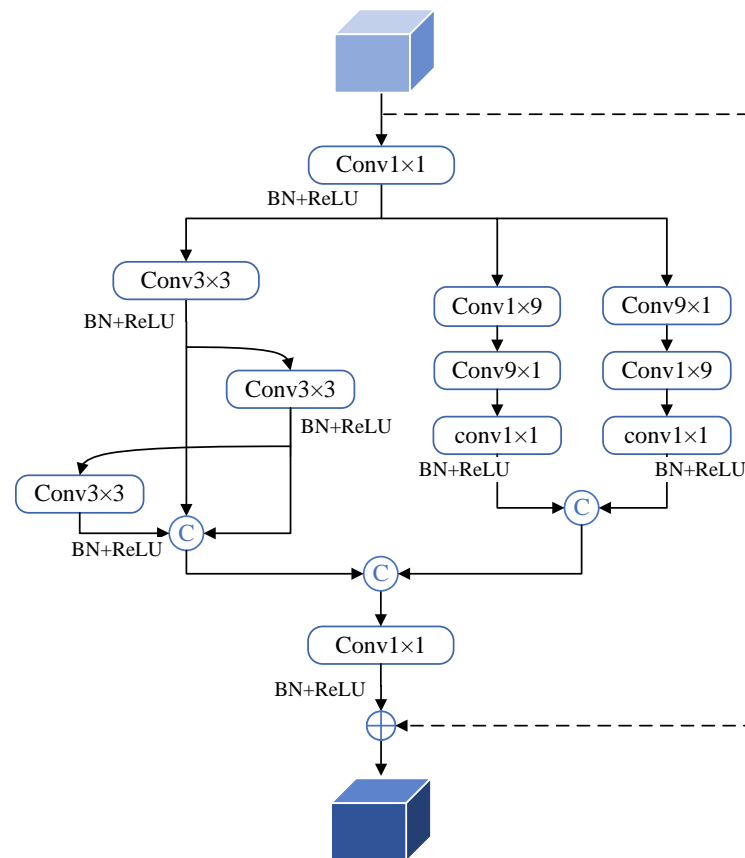 Conv1×1
BN+ReLU
Conv3×3
Conv1×9
Conv9×1
BN+ReLU
Conv3×3
Conv9×1
Conv1×9
BN+ReLU
conv1×1
conv1×1
Conv3×3
BN+ReLU
BN+ReLU
C
C
BN+ReLU
C
Conv1×1
BN+ReLU